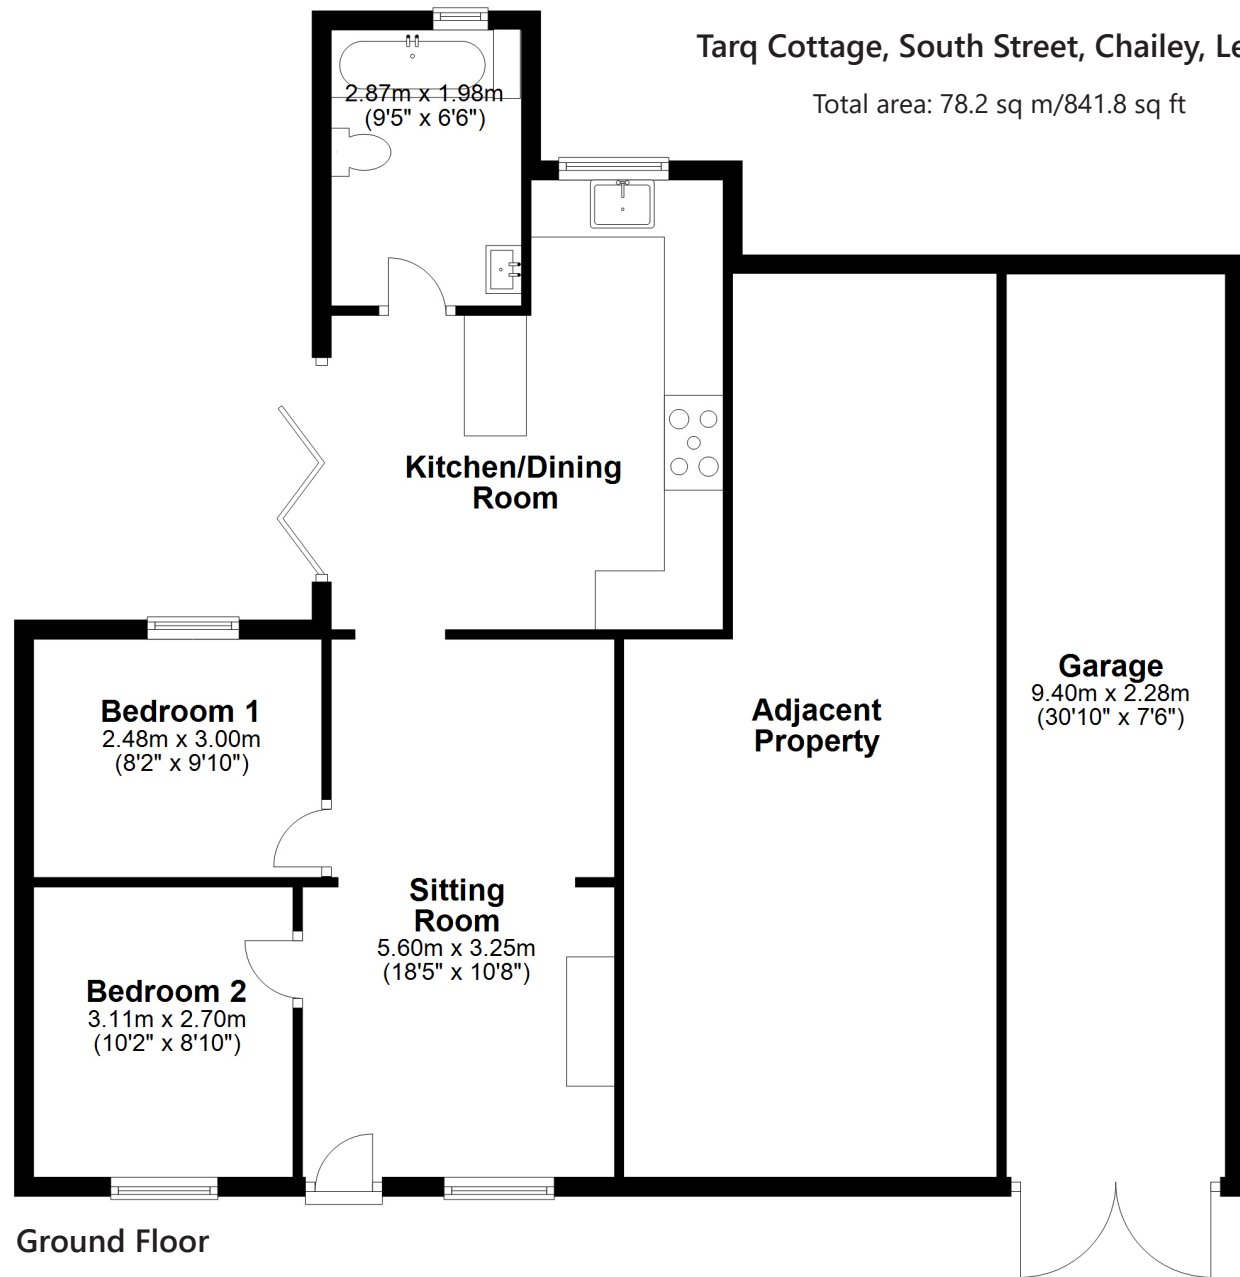 Tarq Cottage, South Street, Chailey, Le
Total area: 78.2 sq m/841.8 sq ft
2.87m x 1.98m
(9'5" x 6'6")
Kitchen/Dining
Room
Bedroom 1
2.48m x 3.00m
(8'2" x 9'10")
Garage
9.40m x 2.28m
(30'10" x 7'6")
Adjacent
Property
Sitting
Room
5.60m x 3.25m
(18'5" x 10'8")
Bedroom 2
3.11m x 2.70m
(10'2" x 8'10")
Ground Floor